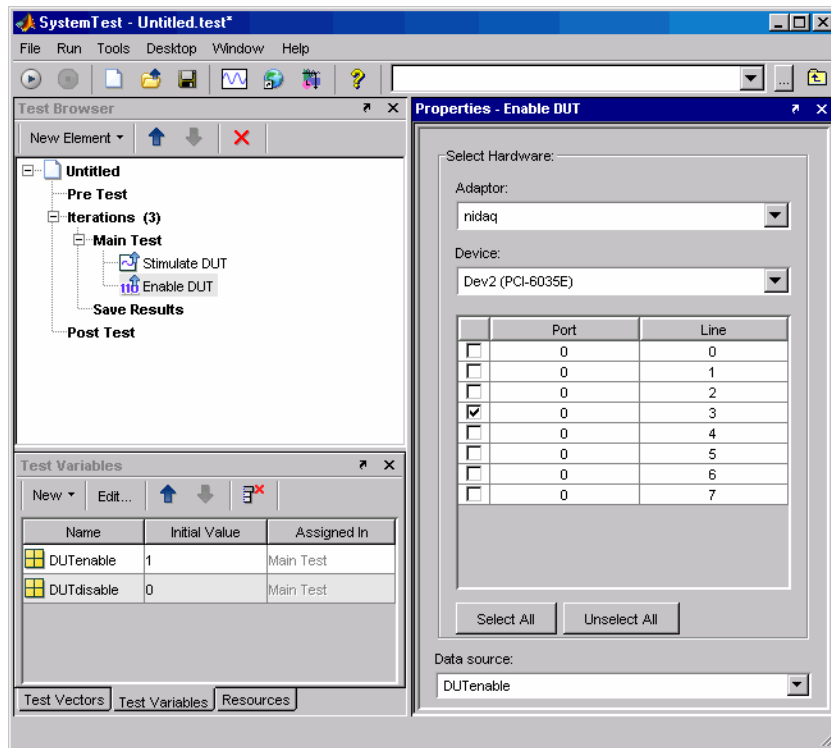 SystemTest - Untitled.test*
File Run Tools Desktop Window Help
...
Test Browser
New Element
Untitled
Pre Test
Iterations (3)
Main Test
Stimulate DUT
110 Enable DUT
Save Results
Post Test
Test Variables
New Edit...
Name Initial Value Assigned In
DUTenable 1 Main Test
DUTdisable 0 Main Test
Test Vectors Test Variables Resources
Properties - Enable DUT
Select Hardware:
Adaptor:
nidaq
Device:
Dev2 (PCI-6035E)
Port Line
0 0
0 1
0 2
0 3
0 4
0 5
0 6
0 7
Select All Unselect All
Data source:
DUTenable